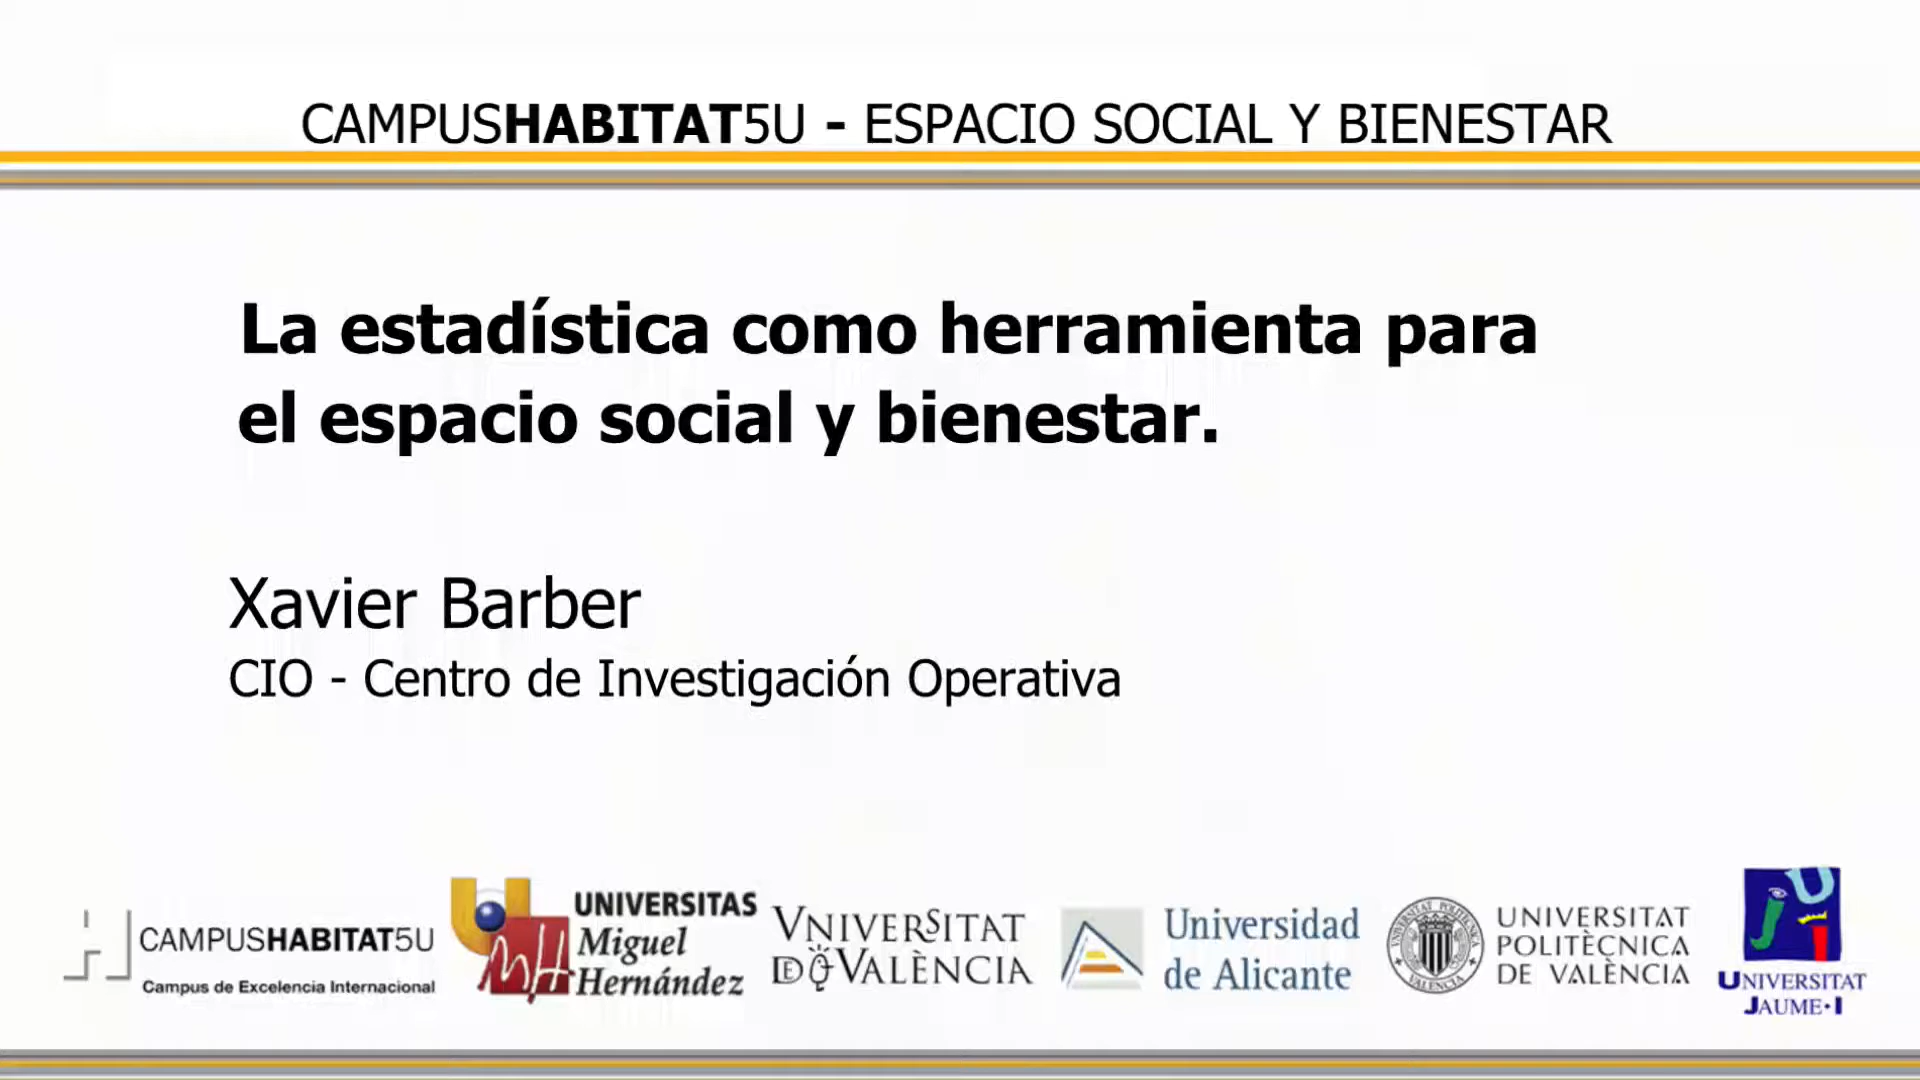 CAMPUSHABITAT5U - ESPACIO SOCIAL Y BIENESTAR
La estadística como herramienta para
el espacio social y bienestar.
Xavier Barber
CIO - Centro de Investigación Operativa
CAMPUSHABITAT5U
Campus de Excelencia Internacional
UNIVERSITAS
Miguel
Hernández
VNIVERSITAT
DE VALÈNCIA
Universidad
de Alicante
UNIVERSITAT
POLITÈCNICA
DE VALÈNCIA
UNIVERSITAT
JAUME·I